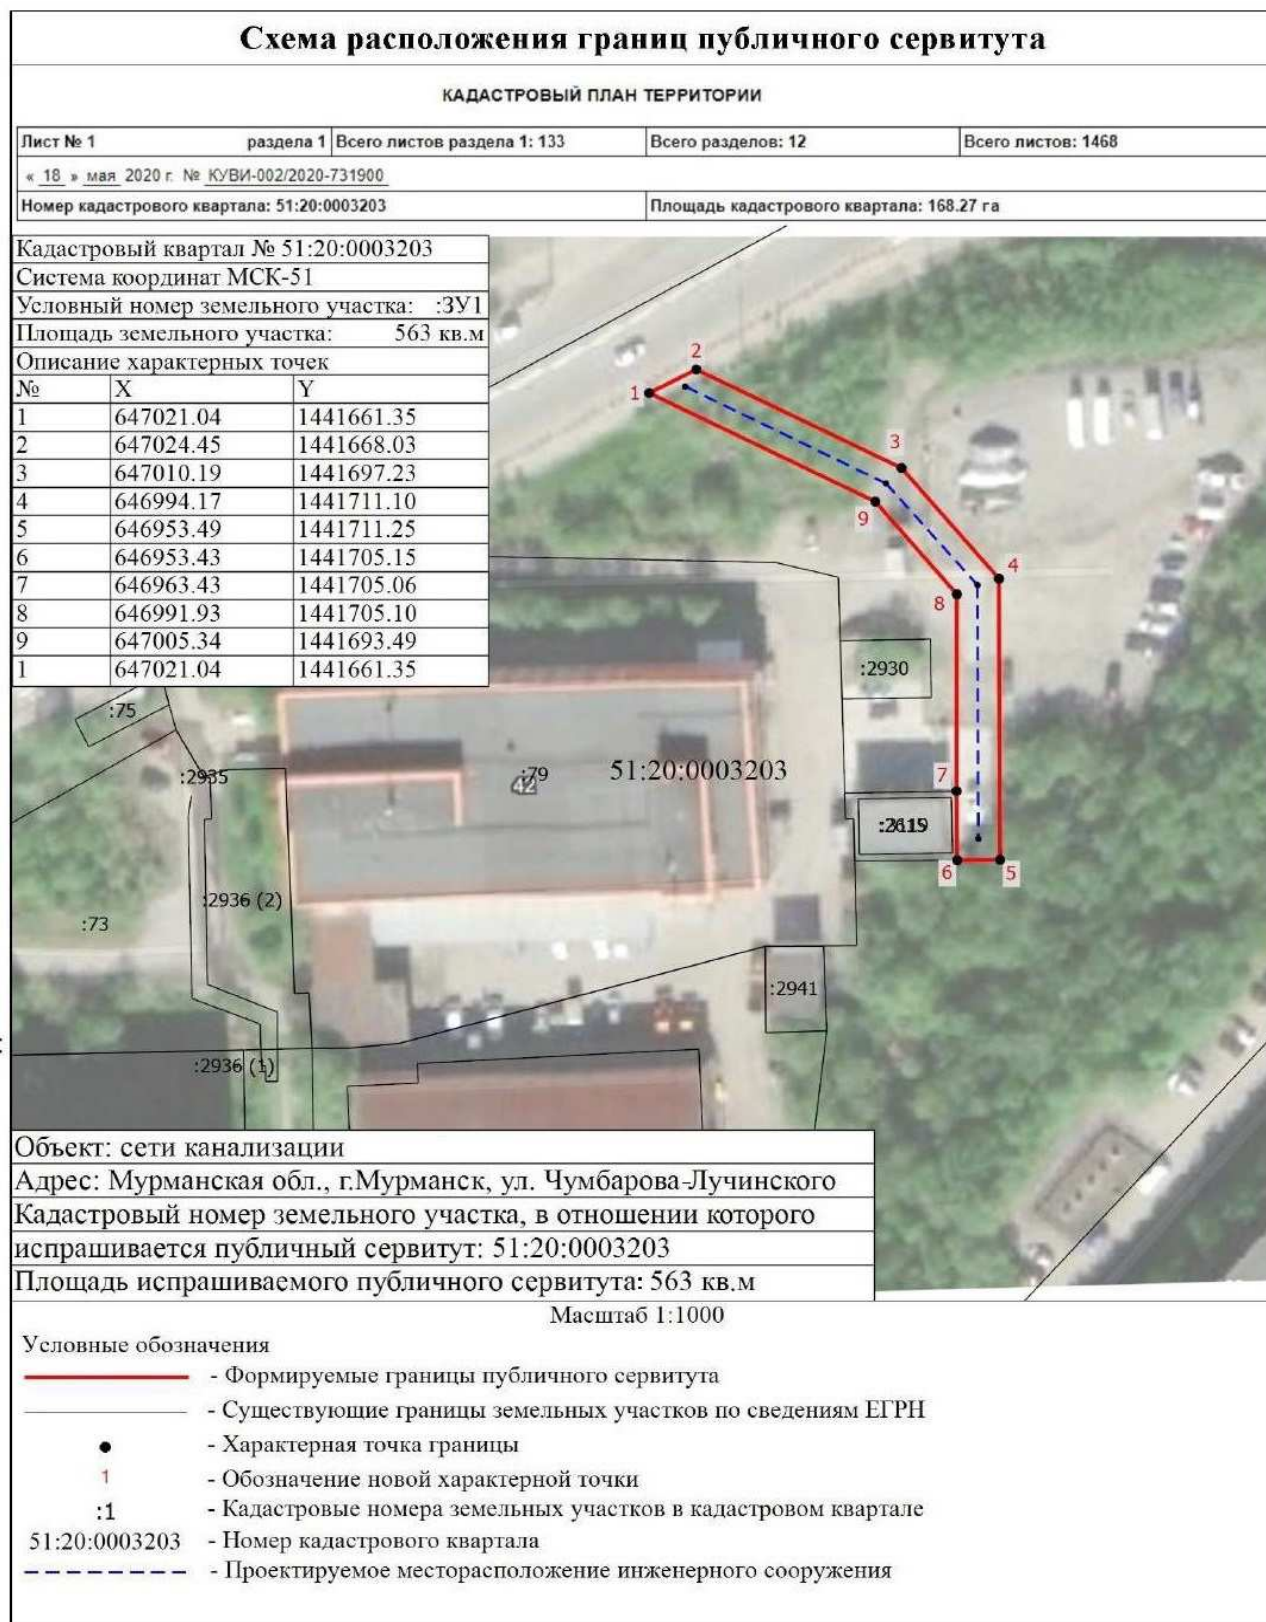 Схема расположения границ публичного сервитута
КАДАСТРОВЫЙ ПЛАН ТЕРРИТОРИИ
Лист № 1 раздела 1 Всего листов раздела 1: 133 Всего разделов: 12 Всего листов: 1468
« 18 » мая 2020 г. № КУВИ-002/2020-731900
Номер кадастрового квартала: 51:20:0003203 Площадь кадастрового квартала: 168.27 га
Кадастровый квартал № 51:20:0003203
Система координат МСК-51
Условный номер земельного участка: :ЗУ1
Площадь земельного участка: 563 кв.м
Описание характерных точек
№ X Y
1 647021.04 1441661.35
2 647024.45 1441668.03
3 647010.19 1441697.23
4 646994.17 1441711.10
5 646953.49 1441711.25
6 646953.43 1441705.15
7 646963.43 1441705.06
8 646991.93 1441705.10
9 647005.34 1441693.49
1 647021.04 1441661.35
2
1
3
9
4
8
:2930
:75
:2935
:79
42
51:20:0003203
7
6
5
:2936 (2)
:73
:2941
:2936 (1)
Объект: сети канализации
Адрес: Мурманская обл., г.Мурманск, ул. Чумбарова-Лучинского
Кадастровый номер земельного участка, в отношении которого
испрашивается публичный сервитут: 51:20:0003203
Площадь испрашиваемого публичного сервитута: 563 кв.м
Масштаб 1:1000
Условные обозначения
- Формируемые границы публичного сервитута
- Существующие границы земельных участков по сведениям ЕГРН
- Характерная точка границы
1 - Обозначение новой характерной точки
:1 - Кадастровые номера земельных участков в кадастровом квартале
51:20:0003203 - Номер кадастрового квартала
- Проектируемое месторасположение инженерного сооружения